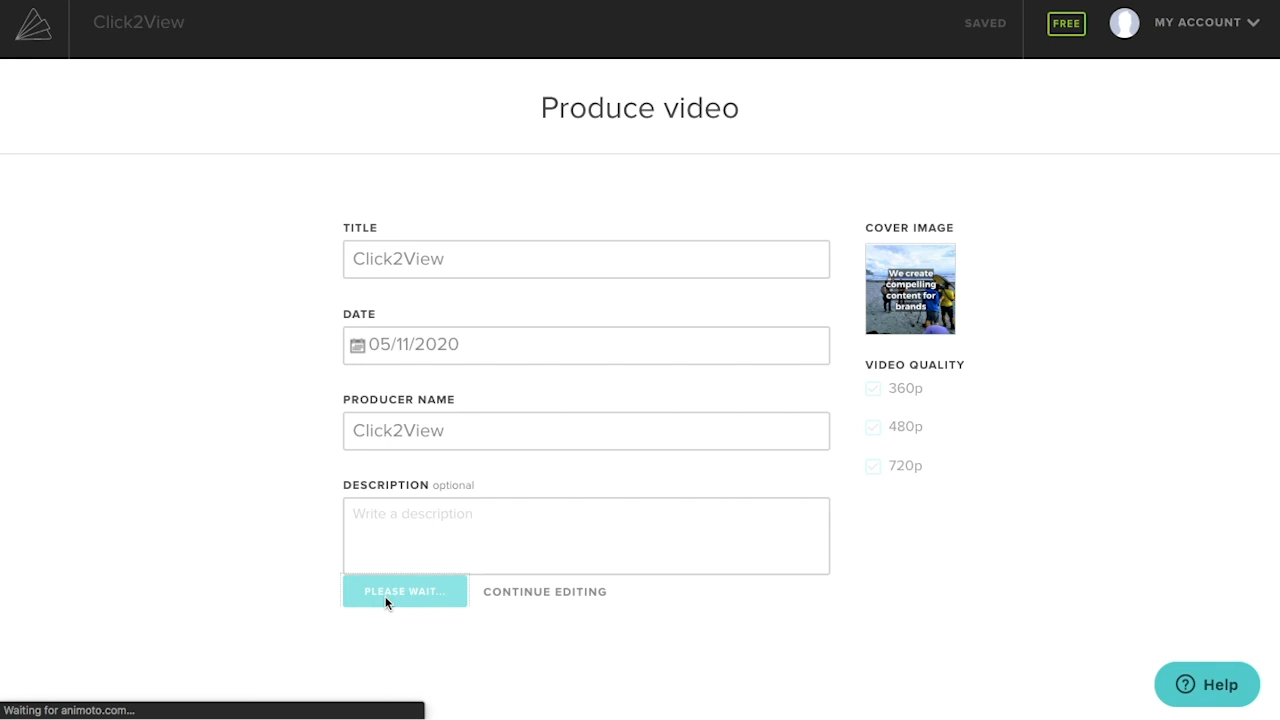 Click2View
SAVED
FREE
MY ACCOUNT
Produce video
TITLE
Click2View
DATE
05/11/2020
PRODUCER NAME
Click2View
DESCRIPTION optional
Write a description
PLEASE WAIT...
CONTINUE EDITING
COVER IMAGE
We create
compelling
content for
brands
VIDEO QUALITY
360p
480p
720p
Help
Waiting for animoto.com...